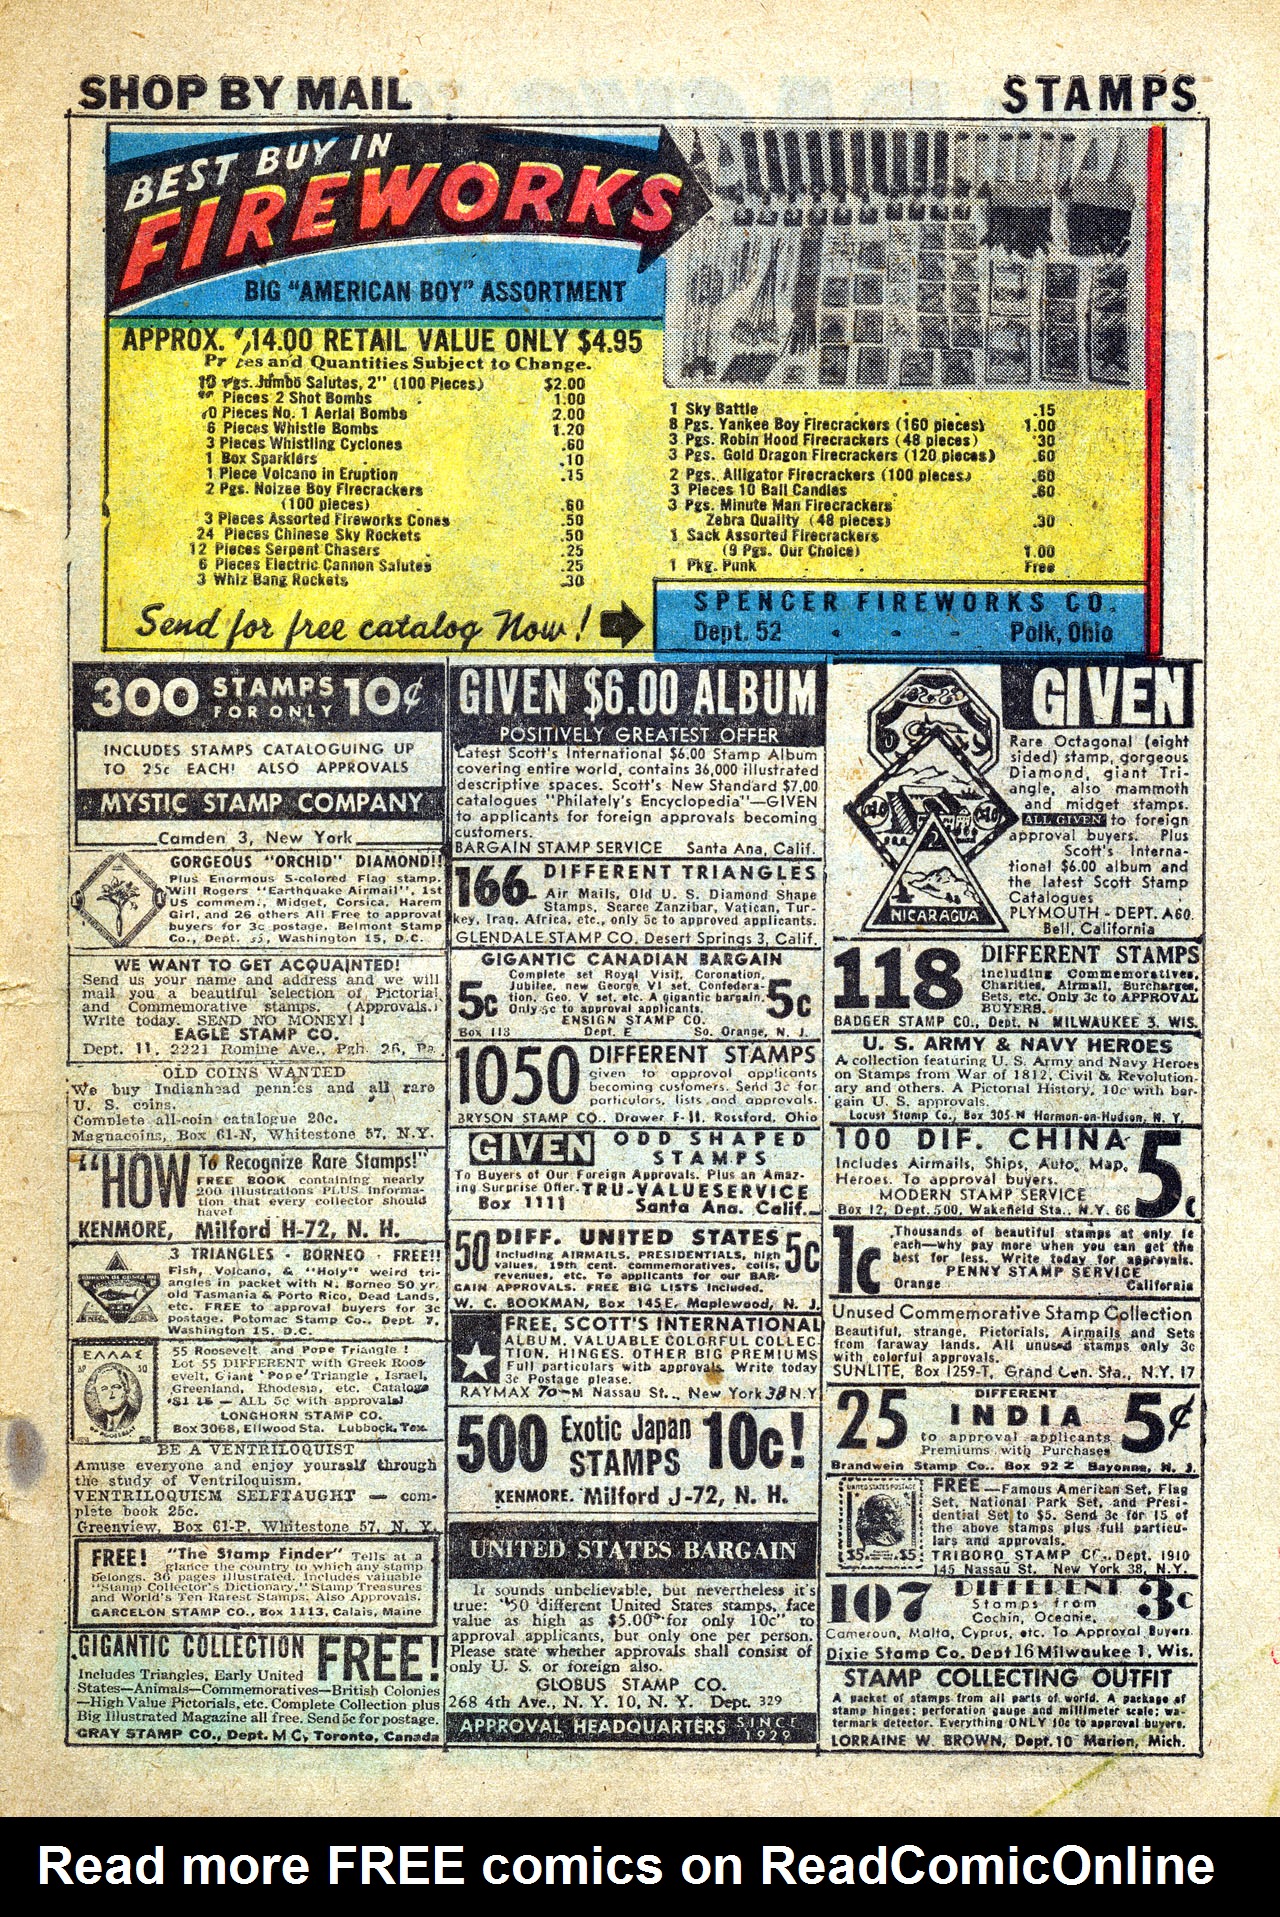 SHOP BY MAIL STAMPS
BEST BUY IN
FIREWORKS
BIG "AMERICAN BOY" ASSORTMENT
APPROX. $14.00 RETAIL VALUE ONLY $4.95
Prices and Quantities Subject to Change.
10 Pgs. Jumbo Salutes, 2" (100 Pieces) $2.00
Pieces 2 Shot Bombs 1.00
Pieces No. 1 Aerial Bombs 2.00
6 Pieces Whistle Bombs 1.20
3 Pieces Whistling Cyclones .60
1 Box Sparklers .10
1 Piece Volcano in Eruption .15
2 Pgs. Noizee Boy Firecrackers
(100 pieces) .60
3 Pieces Assorted Fireworks Cones .50
24 Pieces Chinese Sky Rockets .50
12 Pieces Serpent Chasers .25
6 Pieces Electric Cannon Salutes .25
3 Whiz Bang Rockets .30
1 Sky Battle .15
8 Pgs. Yankee Boy Firecrackers (160 pieces) 1.00
3 Pgs. Robin Hood Firecrackers (48 pieces) .30
3 Pgs. Gold Dragon Firecrackers (120 pieces) .60
2 Pgs. Alligator Firecrackers (100 pieces) .60
3 Pieces 10 Ball Candles .60
3 Pgs. Minute Man Firecrackers
Zebra Quality (48 pieces) .30
1 Sack Assorted Firecrackers
(9 Pgs. Our Choice) 1.00
1 Pkg. Punk Free
Send for free catalog Now!
SPENCER FIREWORKS CO.
Dept. 52 - - - Polk, Ohio
300 STAMPS FOR ONLY 10¢
INCLUDES STAMPS CATALOGUING UP
TO 25c EACH! ALSO APPROVALS
MYSTIC STAMP COMPANY
Camden 3, New York
GORGEOUS "ORCHID" DIAMOND!!
Plus Enormous 5-colored Flag stamp,
Will Rogers "Earthquake Airmail", 1st
US commem., Midget, Corsica, Harem
Girl, and 26 others All Free to approval
buyers for 3c postage. Belmont Stamp
Co., Dept. 55, Washington 15, D.C.
WE WANT TO GET ACQUAINTED!
Send us your name and address and we will
mail you a beautiful selection of Pictorial
and Commemorative stamps. (Approvals.)
Write today. SEND NO MONEY!!
EAGLE STAMP CO.
Dept. 11, 2221 Romine Ave., Pgh. 26, Pa.
OLD COINS WANTED
We buy Indianhead pennies and all rare
U. S. coins.
Complete all-coin catalogue 20c.
Magnacoins, Box 61-N, Whitestone 57, N.Y.
"HOW To Recognize Rare Stamps!"
FREE BOOK containing nearly
200 illustrations PLUS informa-
tion that every collector should
have!
KENMORE, Milford H-72, N. H.
3 TRIANGLES - BORNEO - FREE!!
Fish, Volcano, & "Holy" weird tri-
angles in packet with N. Borneo 50 yr.
old Tasmania & Porto Rico, Dead Lands,
etc. FREE to approval buyers for 3c
postage. Potomac Stamp Co., Dept. 7,
Washington 15, D.C.
ΕΛΛΑΣ
55 Roosevelt and Pope Triangle!
Lot 55 DIFFERENT with Greek Roos
evelt, Giant 'Pope' Triangle, Israel,
Greenland, Rhodesia, etc. Catalogs
$1.15 — ALL 5c with approvals!
LONGHORN STAMP CO.
Box 3068, Ellwood Sta. Lubbock, Tex.
BE A VENTRILOQUIST
Amuse everyone and enjoy yourself through
the study of Ventriloquism.
VENTRILOQUISM SELFTAUGHT — com-
plete book 25c.
Greenview, Box 61-P, Whitestone 57, N. Y.
FREE! "The Stamp Finder" Tells at a
glance the country to which any stamp
belongs. 36 pages illustrated. Includes valuable
"Stamp Collector's Dictionary," Stamp Treasures
and World's Ten Rarest Stamps. Also Approvals.
GARCELON STAMP CO., Box 1113, Calais, Maine
GIGANTIC COLLECTION FREE!
Includes Triangles, Early United
States—Animals—Commemoratives—British Colonies
—High Value Pictorials, etc. Complete Collection plus
Big Illustrated Magazine all free. Send 5c for postage.
GRAY STAMP CO., Dept. M C, Toronto, Canada
GIVEN $6.00 ALBUM
POSITIVELY GREATEST OFFER
Latest Scott's International $6.00 Stamp Album
covering entire world, contains 36,000 illustrated
descriptive spaces. Scott's New Standard $7.00
catalogues "Philately's Encyclopedia"—GIVEN
to applicants for foreign approvals becoming
customers.
BARGAIN STAMP SERVICE Santa Ana, Calif.
166 DIFFERENT TRIANGLES
Air Mails, Old U. S. Diamond Shape
Stamps, Scarce Zanzibar, Vatican, Tur-
key, Iraq, Africa, etc., only 5c to approved applicants.
GLENDALE STAMP CO., Desert Springs 3, Calif.
GIGANTIC CANADIAN BARGAIN
5c Complete set Royal Visit, Coronation, 5c
Jubilee, new George VI set, Confedera-
tion, Geo. V set, etc. A gigantic bargain.
Only 5c to approval applicants.
ENSIGN STAMP CO.
Box 113 Dept. E So. Orange, N. J.
1050 DIFFERENT STAMPS
given to approval applicants
becoming customers. Send 3c for
particulars, lists and approvals.
BRYSON STAMP CO., Drawer F-11, Rossford, Ohio
GIVEN ODD SHAPED
STAMPS
To Buyers of Our Foreign Approvals. Plus an Amaz-
ing Surprise Offer. TRU-VALUE SERVICE
Box 1111 Santa Ana, Calif.
50 DIFF. UNITED STATES 5c
Including AIRMAILS, PRESIDENTIALS, high
values, 19th cent. commemoratives, coils,
revenues, etc. To applicants for our BAR-
GAIN APPROVALS. FREE BIG LISTS Included.
W. C. BOOKMAN, Box 145E, Maplewood, N. J.
FREE, SCOTT'S INTERNATIONAL
ALBUM, VALUABLE COLORFUL COLLEC
TION, HINGES. OTHER BIG PREMIUMS
Full particulars with approvals. Write today
3c Postage please.
RAYMAX 70-M Nassau St., New York 38 N.Y
500 Exotic Japan STAMPS 10c!
KENMORE, Milford J-72, N. H.
UNITED STATES BARGAIN
It sounds unbelievable, but nevertheless it's
true: "50 different United States stamps, face
value as high as $5.00 for only 10c" to
approval applicants, but only one per person.
Please state whether approvals shall consist of
only U. S. or foreign also.
GLOBUS STAMP CO.
268 4th Ave., N. Y. 10, N. Y. Dept. 329
APPROVAL HEADQUARTERS SINCE 1929
NICARAGUA
GIVEN
Rare Octagonal (eight
sided) stamp, gorgeous
Diamond, giant Tri-
angle, also mammoth
and midget stamps.
ALL GIVEN to foreign
approval buyers. Plus
Scott's Interna-
tional $6.00 album and
the latest Scott Stamp
Catalogues
PLYMOUTH - DEPT. A60.
Bell, California
118 DIFFERENT STAMPS
Including Commemoratives,
Charities, Airmail, Surcharges,
Sets, etc. Only 3c to APPROVAL
BUYERS.
BADGER STAMP CO., Dept. N MILWAUKEE 3, WIS.
U. S. ARMY & NAVY HEROES
A collection featuring U. S. Army and Navy Heroes
on Stamps from War of 1812, Civil & Revolution-
ary and others. A Pictorial History, 10c with bar-
gain U. S. approvals.
Locust Stamp Co., Box 305-N Harmon-on-Hudson, N. Y.
100 DIF. CHINA 5c
Includes Airmails, Ships, Auto, Map,
Heroes. To approval buyers.
MODERN STAMP SERVICE
Box 12, Dept. 500, Wakefield Sta., N.Y. 66
1c Thousands of beautiful stamps at only 1c
each—why pay more when you can get the
best for less. Write today for approvals.
PENNY STAMP SERVICE
Orange California
Unused Commemorative Stamp Collection
Beautiful, strange, Pictorials, Airmails and Sets
from faraway lands. All unused stamps only 3c
with colorful approvals.
SUNLITE, Box 1259-T, Grand Cen. Sta., N.Y. 17
25 DIFFERENT
INDIA 5¢
to approval applicants
Premiums with Purchases
Brandwein Stamp Co., Box 92 Z Bayonne, N. J.
UNITED STATES POSTAGE
$5 $5
FREE—Famous American Set, Flag
Set, National Park Set, and Presi-
dential Set to $5. Send 3c for 15 of
the above stamps plus full particu-
lars and approvals.
TRIBORO STAMP CO., Dept. 1910
145 Nassau St. New York 38, N.Y.
107 DIFFERENT 3c
Stamps from
Cochin, Oceanie,
Cameroun, Malta, Cyprus, etc. To Approval Buyers.
Dixie Stamp Co. Dept 16 Milwaukee 1, Wis.
STAMP COLLECTING OUTFIT
A packet of stamps from all parts of world. A package of
stamp hinges; perforation gauge and millimeter scale; wa-
termark detector. Everything ONLY 10c to approval buyers.
LORRAINE W. BROWN, Dept. 10 Marion, Mich.
Read more FREE comics on ReadComicOnline